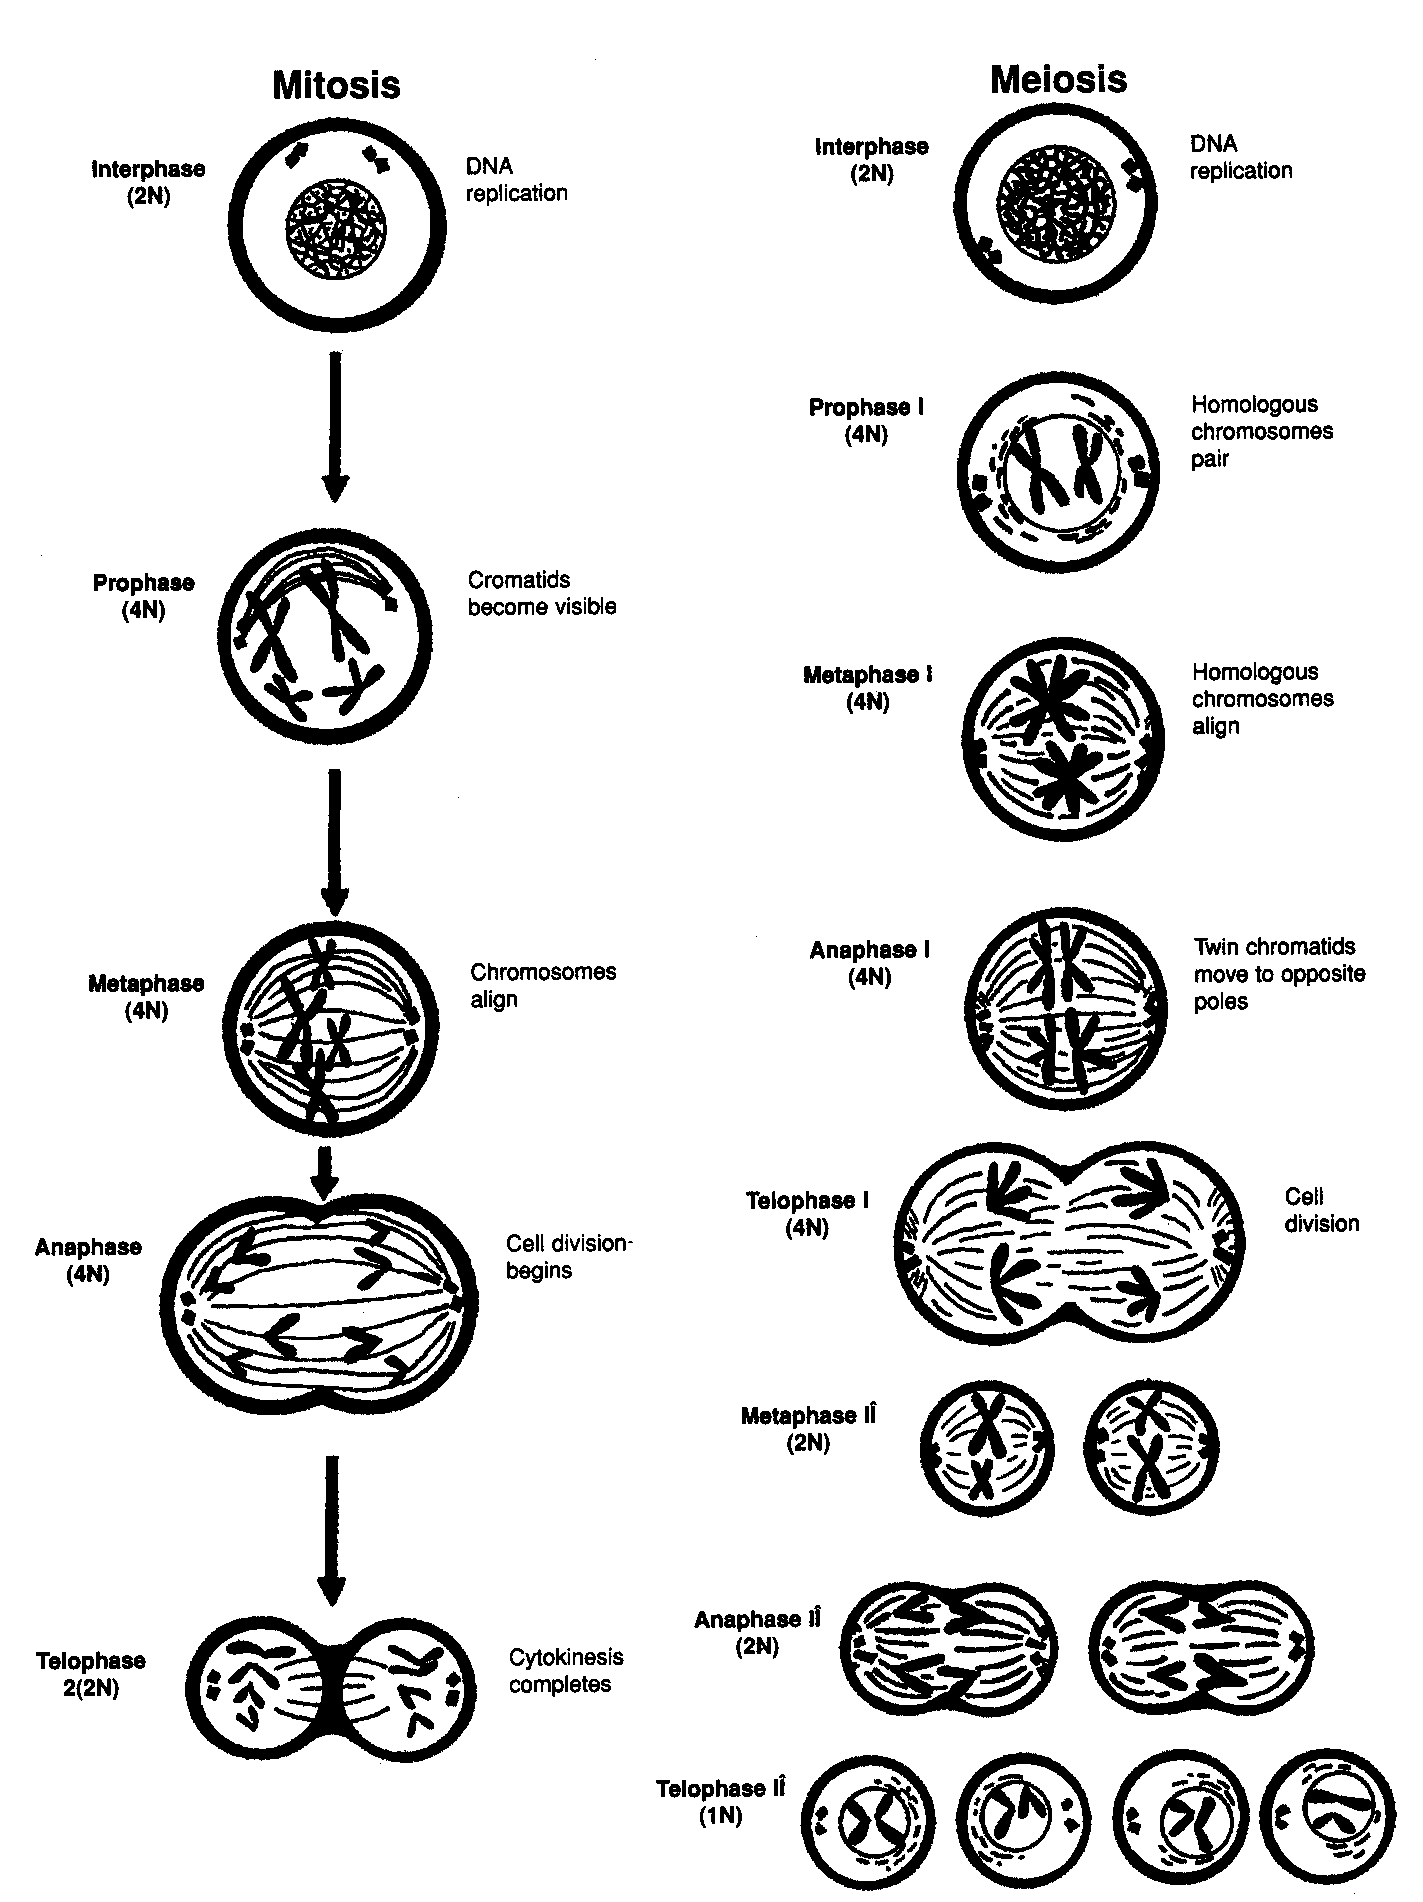 Mitosis
Interphase
(2N)
DNA
replication
Prophase
(4N)
Cromatids
become visible
Metaphase
(4N)
Chromosomes
align
Anaphase
(4N)
Cell division-
begins
Telophase
2(2N)
Cytokinesis
completes
Meiosis
Interphase
(2N)
DNA
replication
Prophase I
(4N)
Homologous
chromosomes
pair
Metaphase I
(4N)
Homologous
chromosomes
align
Anaphase I
(4N)
Twin chromatids
move to opposite
poles
Telophase I
(4N)
Cell
division
Metaphase IÎ
(2N)
Anaphase IÎ
(2N)
Telophase IÎ
(1N)